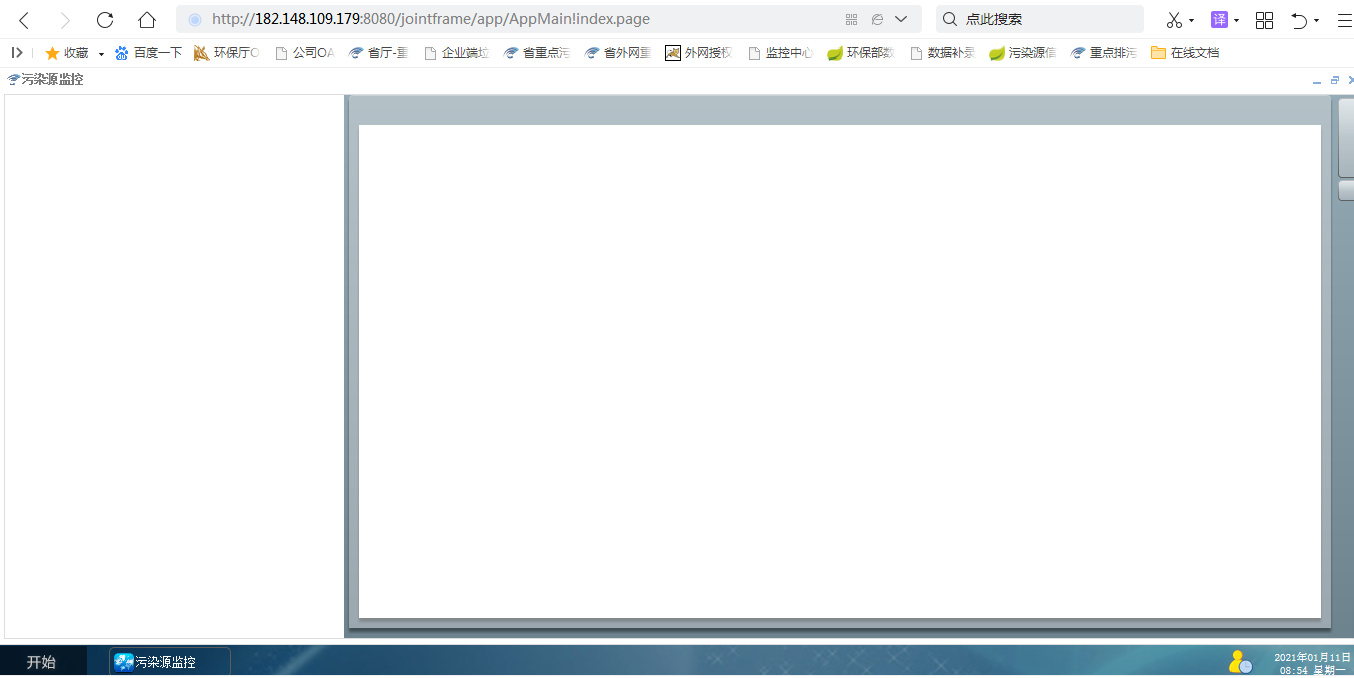 http://182.148.109.179:8080/jointframe/app/AppMain!index.page 点此搜索 译
收藏 百度一下 环保厅O 公司OA 省厅-重 企业端垃 省重点污 省外网重 外网授权 监控中心 环保部数 数据补录 污染源信 重点排污 在线文档
污染源监控
开始 污染源监控 2021年01月11日
08:54 星期一